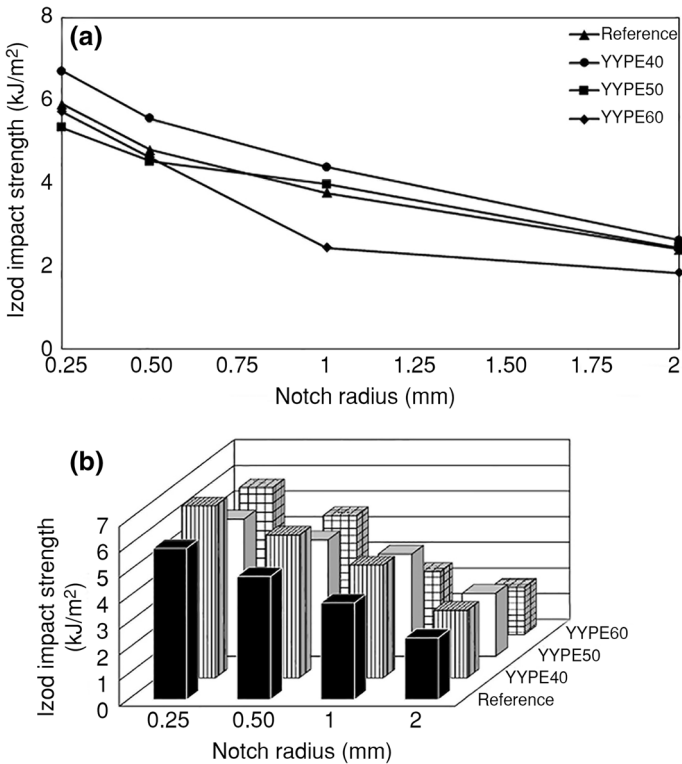 8
(a)
Reference
YYPE40
YYPE50
YYPE60
6
4
2
0
Izod impact strength (kJ/m²)
0.25 0.50 0.75 1 1.25 1.50 1.75 2
Notch radius (mm)
(b)
7
6
5
4
3
2
1
0
Izod impact strength
(kJ/m²)
YYPE60
YYPE50
YYPE40
Reference
0.25 0.50 1 2
Notch radius (mm)